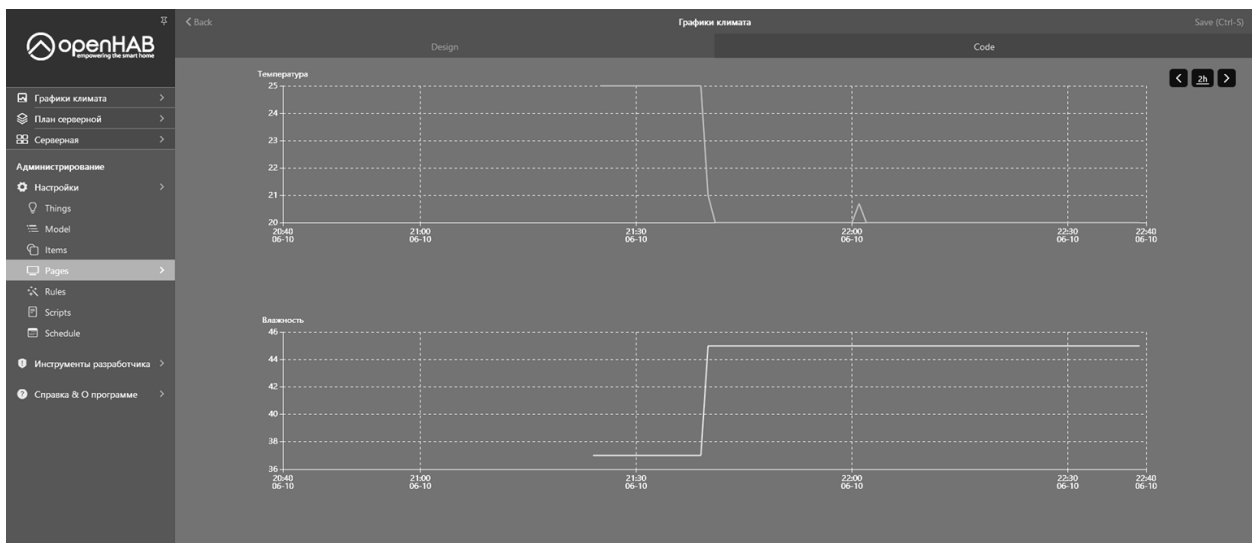 openHAB
empowering the smart home
Графики климата
План серверной
Серверная
Администрирование
Настройки
Things
Model
Items
Pages
Rules
Scripts
Schedule
Инструменты разработчика
Справка & О программе
Back
Графики климата
Save (Ctrl-S)
Design
Code
2h
Температура
25
24
23
22
21
20
20:40 21:00 21:30 22:00 22:30 22:40
06-10 06-10 06-10 06-10 06-10 06-10
Влажность
46
44
42
40
38
36
20:40 21:00 21:30 22:00 22:30 22:40
06-10 06-10 06-10 06-10 06-10 06-10